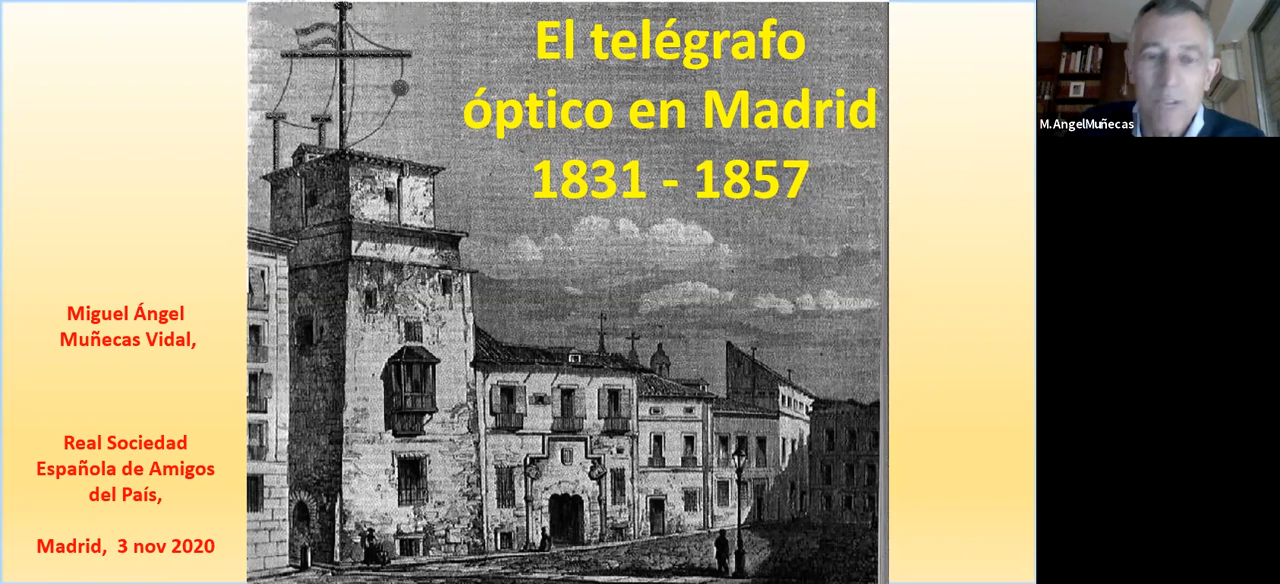 El telégrafo
óptico en Madrid
1831 - 1857
Miguel Ángel
Muñecas Vidal,
Real Sociedad
Española de Amigos
del País,
Madrid, 3 nov 2020
M.AngelMuñecas